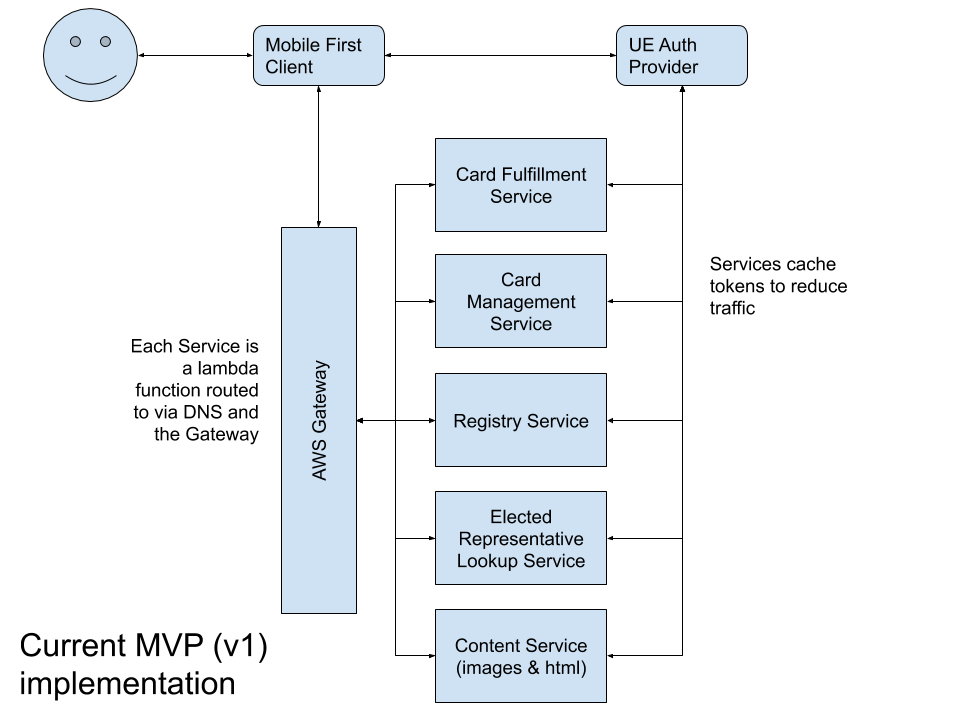 Mobile First
Client
UE Auth
Provider
Card Fulfillment
Service
Card
Management
Service
Services cache
tokens to reduce
traffic
Each Service is
a lambda
function routed
to via DNS and
the Gateway
AWS Gateway
Registry Service
Elected
Representative
Lookup Service
Content Service
(images & html)
Current MVP (v1)
implementation